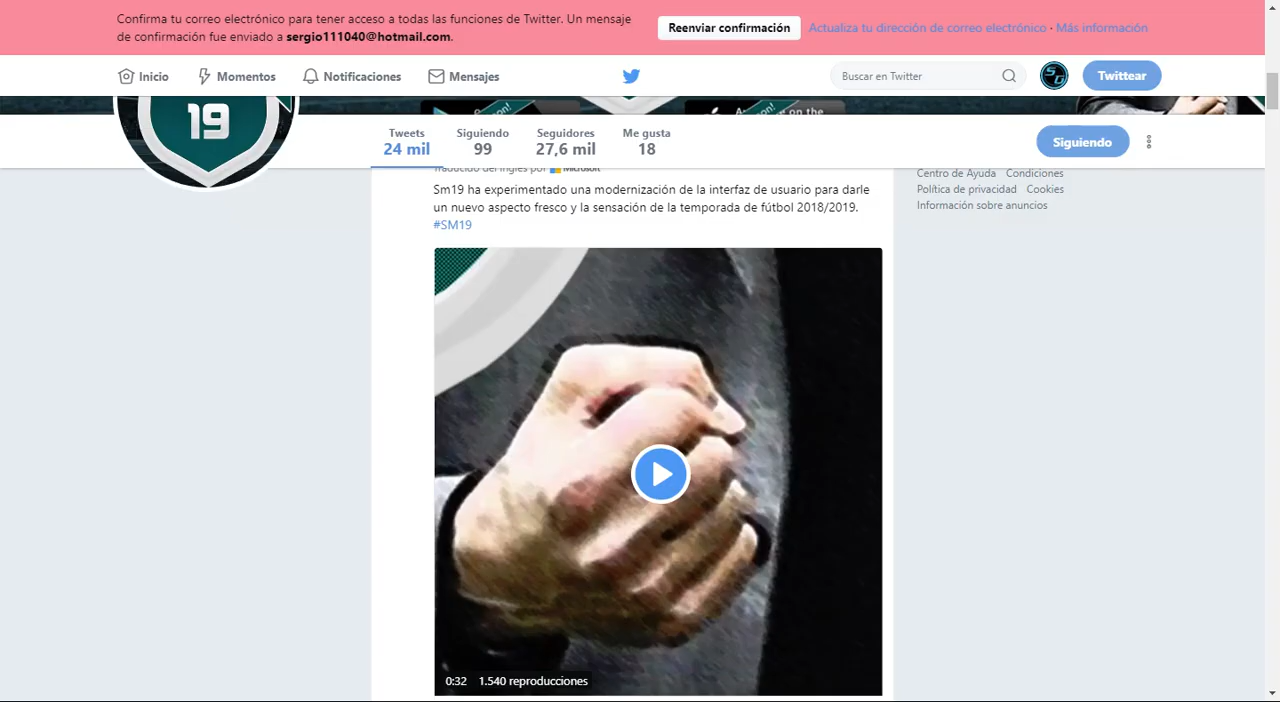 Confirma tu correo electrónico para tener acceso a todas las funciones de Twitter. Un mensaje
de confirmación fue enviado a sergio111040@hotmail.com.
Reenviar confirmación
Actualiza tu dirección de correo electrónico · Más información
Inicio
Momentos
Notificaciones
Mensajes
Buscar en Twitter
Twittear
19
on the
Tweets
24 mil
Siguiendo
99
Seguidores
27,6 mil
Me gusta
18
Siguiendo
Traducido del inglés por Microsoft
Sm19 ha experimentado una modernización de la interfaz de usuario para darle
un nuevo aspecto fresco y la sensación de la temporada de fútbol 2018/2019.
#SM19
0:32 1.540 reproducciones
Centro de Ayuda Condiciones
Política de privacidad Cookies
Información sobre anuncios